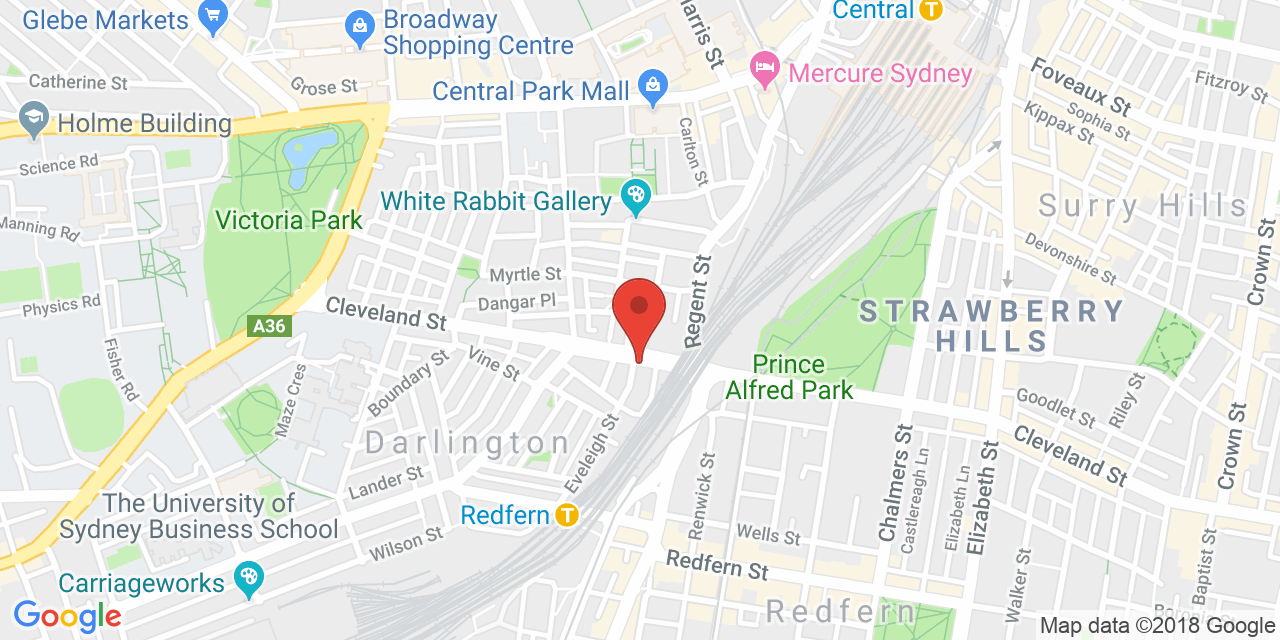 Glebe Markets
Broadway
Shopping Centre
Harris St
Central T
Catherine St
Grose St
Central Park Mall
Mercure Sydney
Foveaux St
Fitzroy St
Sophia St
Kippax St
Holme Building
Carlton St
Science Rd
White Rabbit Gallery
Surry Hills
Victoria Park
Manning Rd
Devonshire St
Crown St
Myrtle St
Dangar Pl
Regent St
Physics Rd
Cleveland St
A36
STRAWBERRY
HILLS
Fisher Rd
Vine St
Boundary St
Maze Cres
Prince
Alfred Park
Goodlet St
Riley St
Darlington
Eveleigh St
Cleveland St
Crown St
Lander St
Renwick St
Chalmers St
Castlereagh Ln
Elizabeth Ln
Elizabeth St
The University of
Sydney Business School
Redfern T
Wilson St
Wells St
Redfern St
Carriageworks
Walker St
Baptist St
Redfern
Google
Map data ©2018 Google